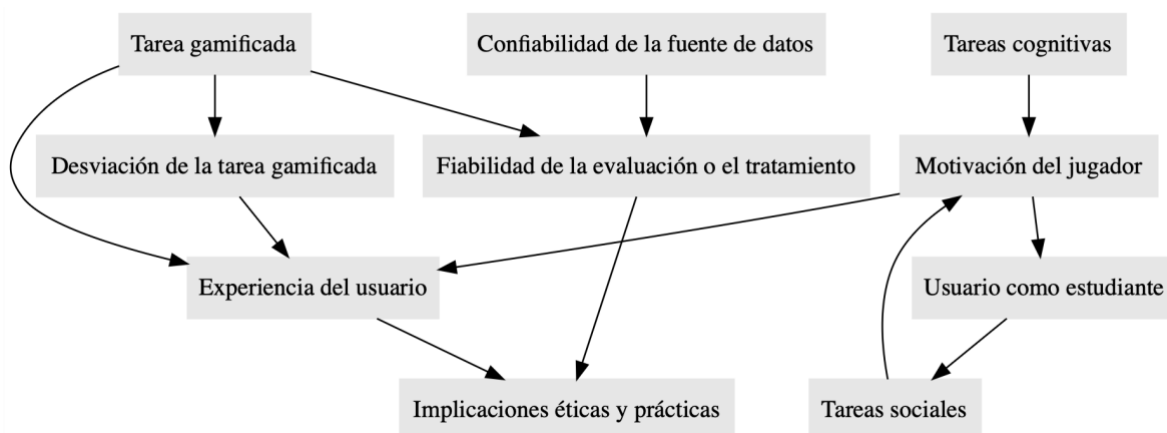 Tarea gamificada
Confiabilidad de la fuente de datos
Tareas cognitivas
Desviación de la tarea gamificada
Fiabilidad de la evaluación o el tratamiento
Motivación del jugador
Experiencia del usuario
Usuario como estudiante
Implicaciones éticas y prácticas
Tareas sociales